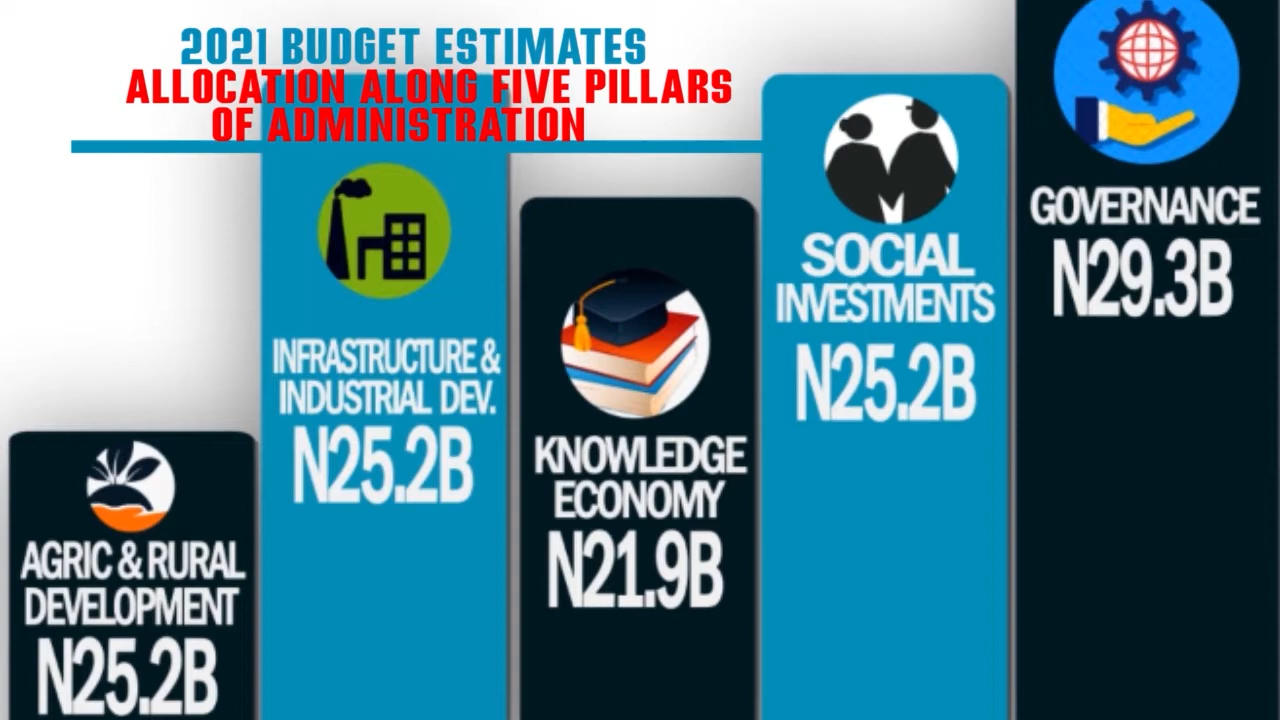 2021 BUDGET ESTIMATES
ALLOCATION ALONG FIVE PILLARS
OF ADMINISTRATION
AGRIC & RURAL
DEVELOPMENT
N25.2B
INFRASTRUCTURE &
INDUSTRIAL DEV.
N25.2B
KNOWLEDGE
ECONOMY
N21.9B
SOCIAL
INVESTMENTS
N25.2B
GOVERNANCE
N29.3B